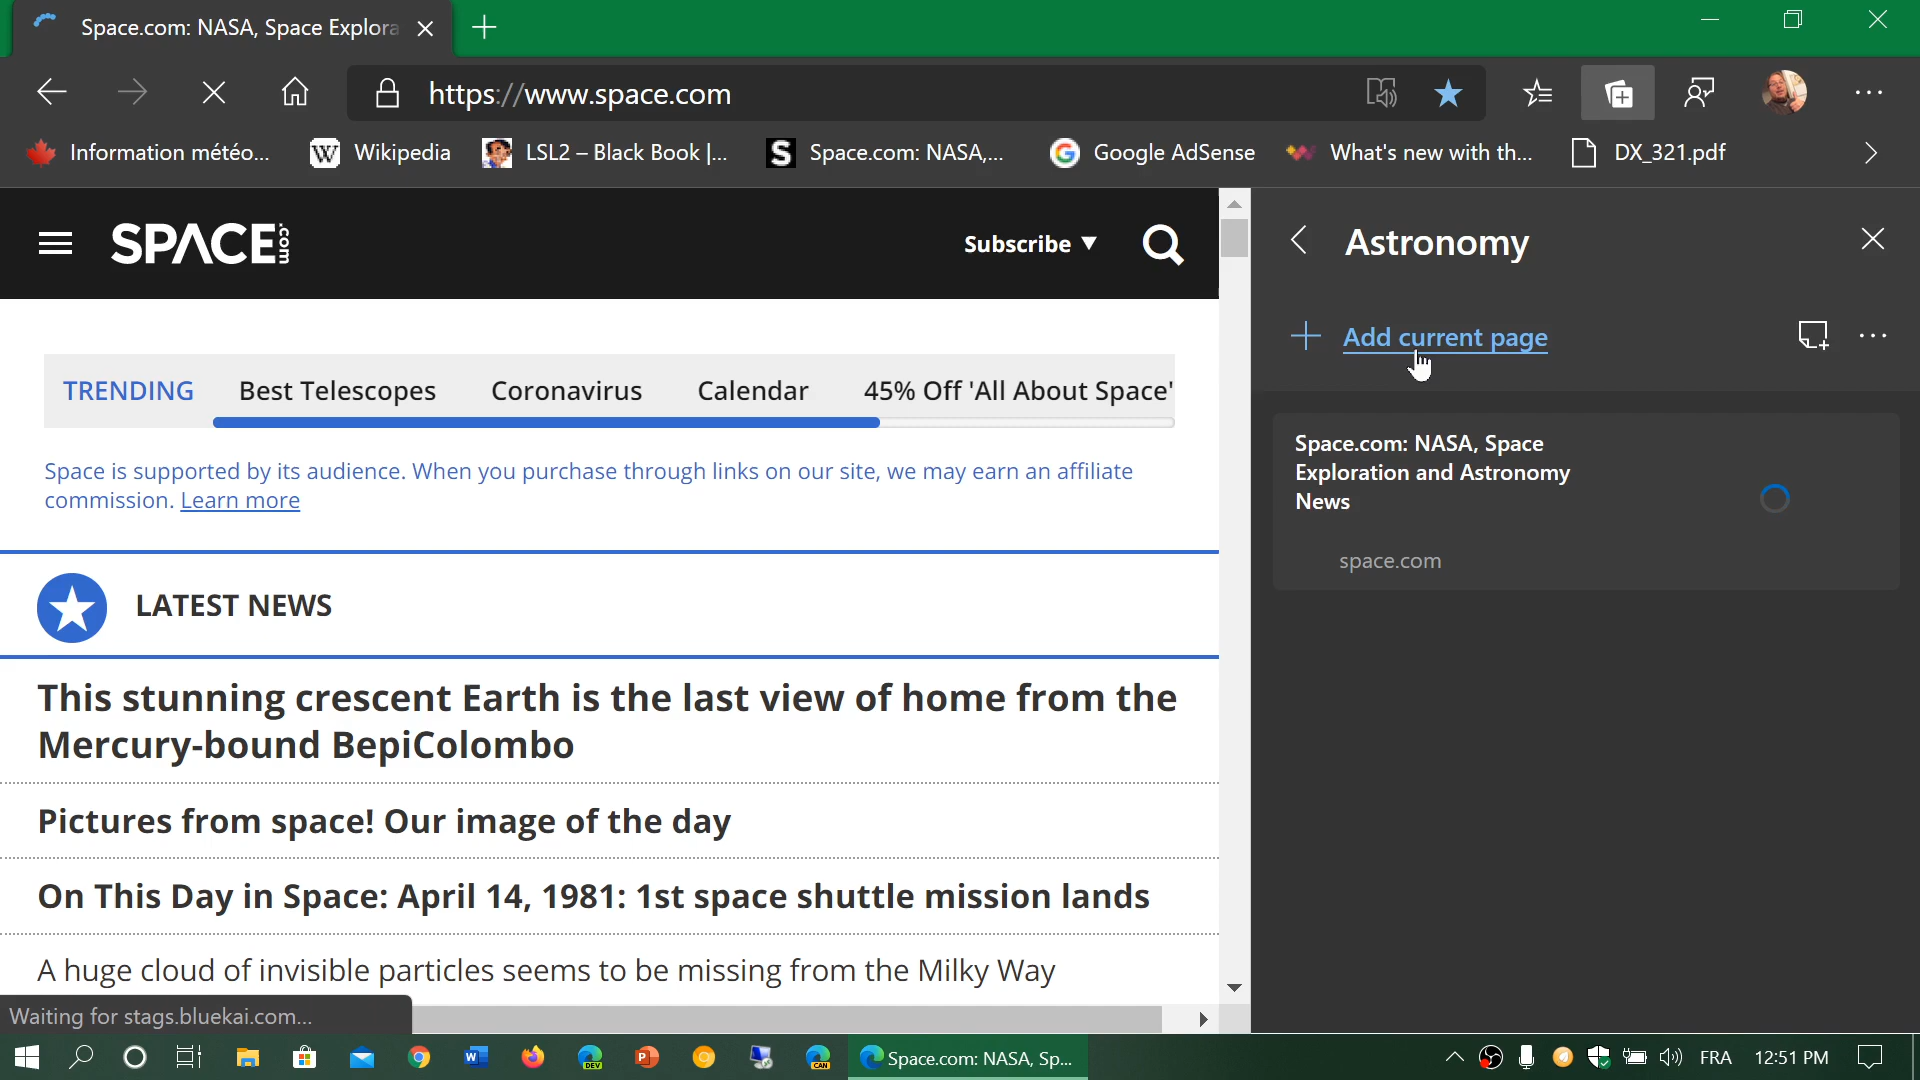 Space.com: NASA, Space Explora
https://www.space.com
Information météo...
Wikipedia
LSL2 – Black Book |...
Space.com: NASA,...
Google AdSense
What's new with th...
DX_321.pdf
SPACE.com
Subscribe
Astronomy
Add current page
TRENDING
Best Telescopes
Coronavirus
Calendar
45% Off 'All About Space'
Space is supported by its audience. When you purchase through links on our site, we may earn an affiliate
commission. Learn more
Space.com: NASA, Space
Exploration and Astronomy
News
space.com
LATEST NEWS
This stunning crescent Earth is the last view of home from the
Mercury-bound BepiColombo
Pictures from space! Our image of the day
On This Day in Space: April 14, 1981: 1st space shuttle mission lands
A huge cloud of invisible particles seems to be missing from the Milky Way
Waiting for stags.bluekai.com...
DEV
CAN
Space.com: NASA, Sp...
FRA
12:51 PM